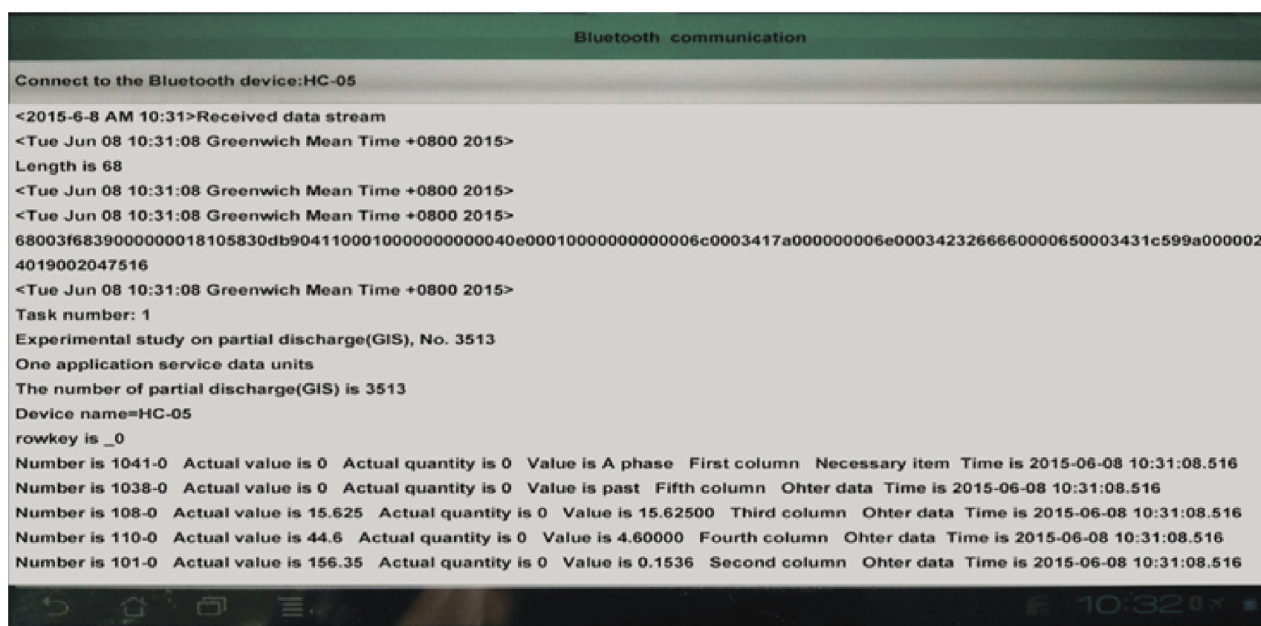 Bluetooth communication
Connect to the Bluetooth device:HC-05
<2015-6-8 AM 10:31>Received data stream
<Tue Jun 08 10:31:08 Greenwich Mean Time +0800 2015>
Length is 68
<Tue Jun 08 10:31:08 Greenwich Mean Time +0800 2015>
<Tue Jun 08 10:31:08 Greenwich Mean Time +0800 2015>
68003f6839000000018105830db904110001000000000040e00010000000000006c0003417a000000006e0003423266660000650003431c599a000002
4019002047516
<Tue Jun 08 10:31:08 Greenwich Mean Time +0800 2015>
Task number: 1
Experimental study on partial discharge(GIS), No. 3513
One application service data units
The number of partial discharge(GIS) is 3513
Device name=HC-05
rowkey is _0
Number is 1041-0 Actual value is 0 Actual quantity is 0 Value is A phase First column Necessary item Time is 2015-06-08 10:31:08.516
Number is 1038-0 Actual value is 0 Actual quantity is 0 Value is past Fifth column Ohter data Time is 2015-06-08 10:31:08.516
Number is 108-0 Actual value is 15.625 Actual quantity is 0 Value is 15.62500 Third column Ohter data Time is 2015-06-08 10:31:08.516
Number is 110-0 Actual value is 44.6 Actual quantity is 0 Value is 4.60000 Fourth column Ohter data Time is 2015-06-08 10:31:08.516
Number is 101-0 Actual value is 156.35 Actual quantity is 0 Value is 0.1536 Second column Ohter data Time is 2015-06-08 10:31:08.516
10:32